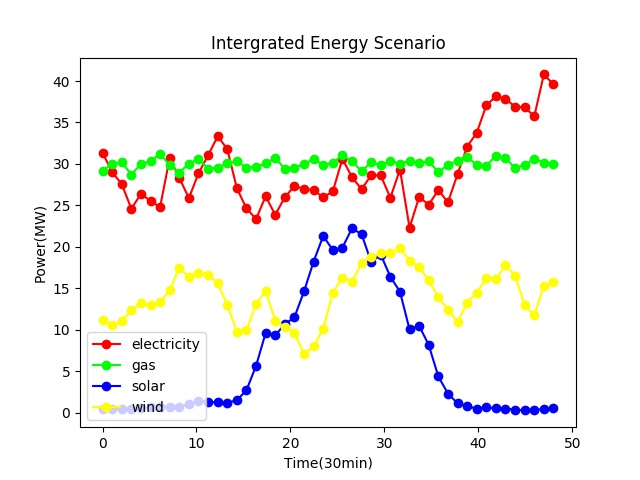 Intergrated Energy Scenario
Power(MW)
40
35
30
25
20
15
10
5
0
electricity
gas
solar
wind
0 10 20 30 40 50
Time(30min)